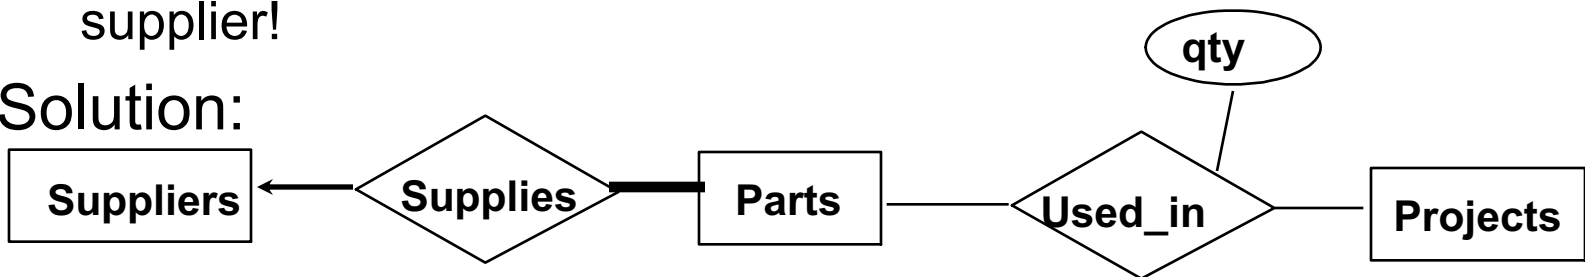 supplier!
qty
Solution:
Suppliers
Supplies
Parts
Used_in
Projects